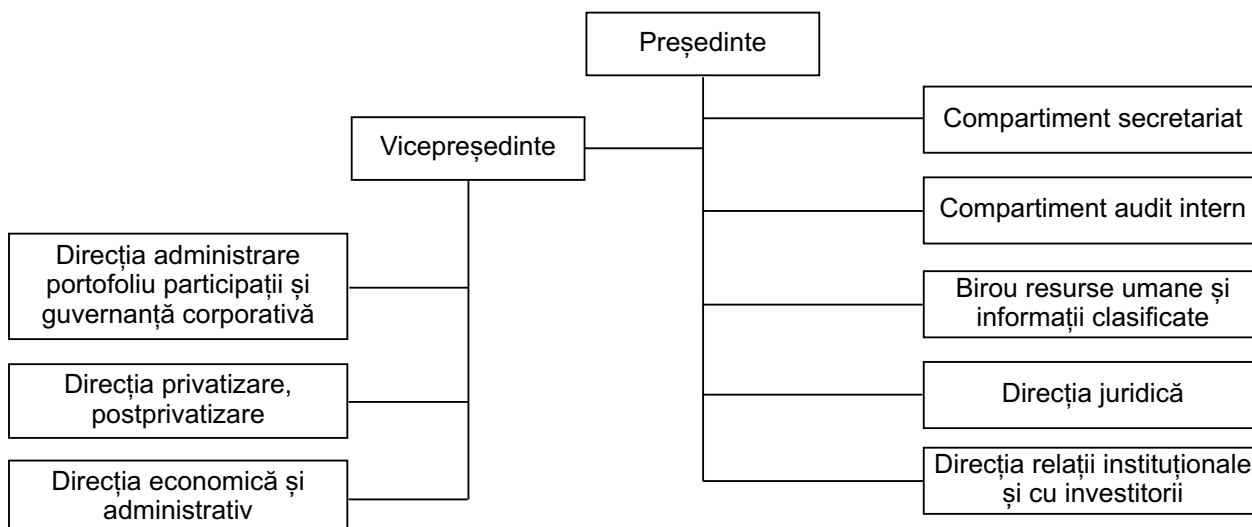 Președinte
Vicepreședinte
Compartiment secretariat
Compartiment audit intern
Direcția administrare
portofoliu participații și
guvernanță corporativă
Birou resurse umane și
informații clasificate
Direcția privatizare,
postprivatizare
Direcția juridică
Direcția economică și
administrativ
Direcția relații instituționale
și cu investitorii